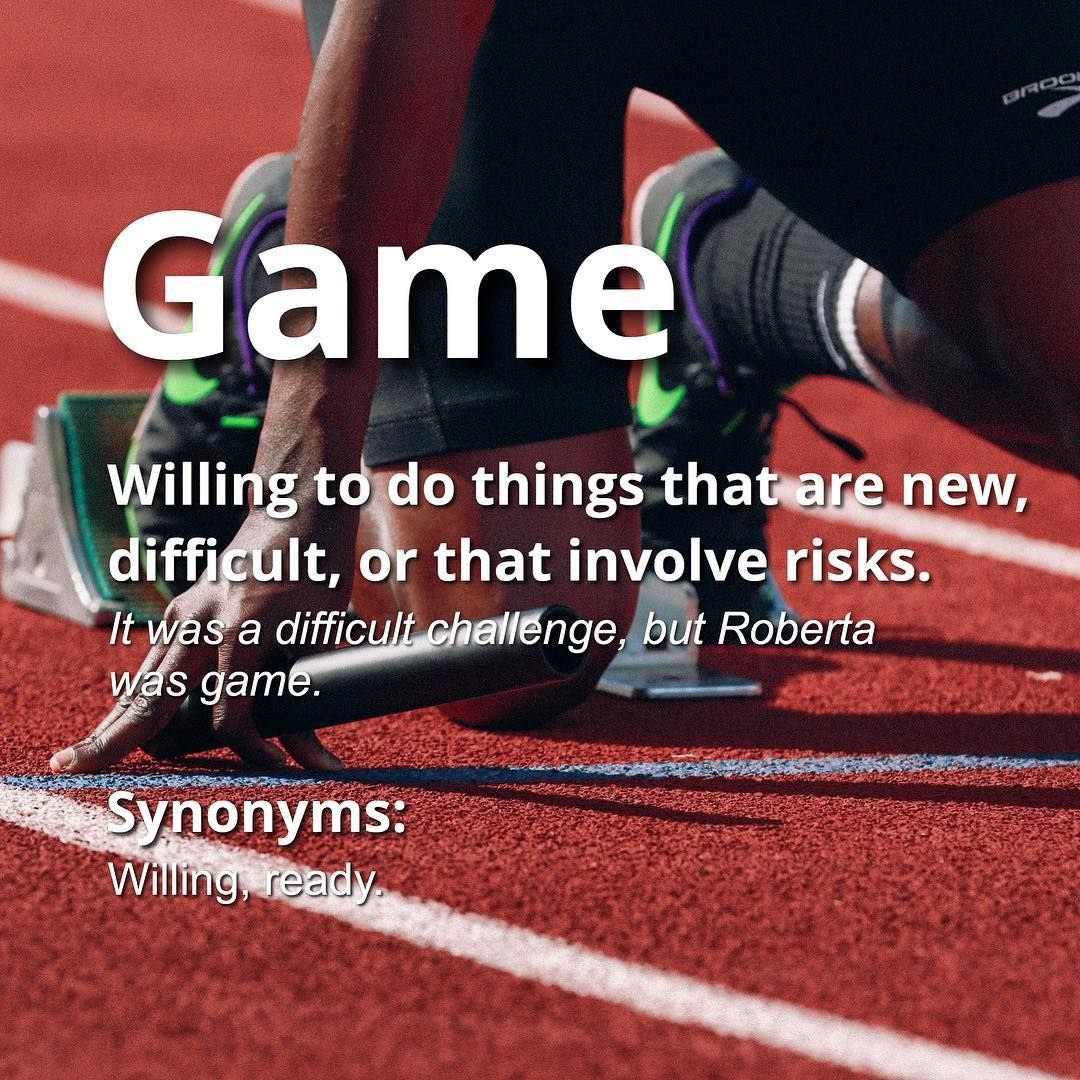 Game
Willing to do things that are new,
difficult, or that involve risks.
It was a difficult challenge, but Roberta
was game.
Synonyms:
Willing, ready.